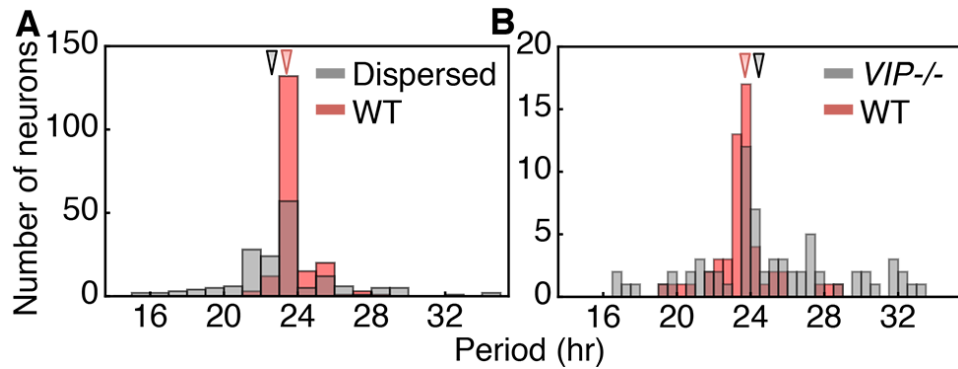 A
B
Number of neurons
150
100
50
0
Dispersed
WT
16 20 24 28 32
20
15
10
5
0
VIP-/-
WT
16 20 24 28 32
Period (hr)